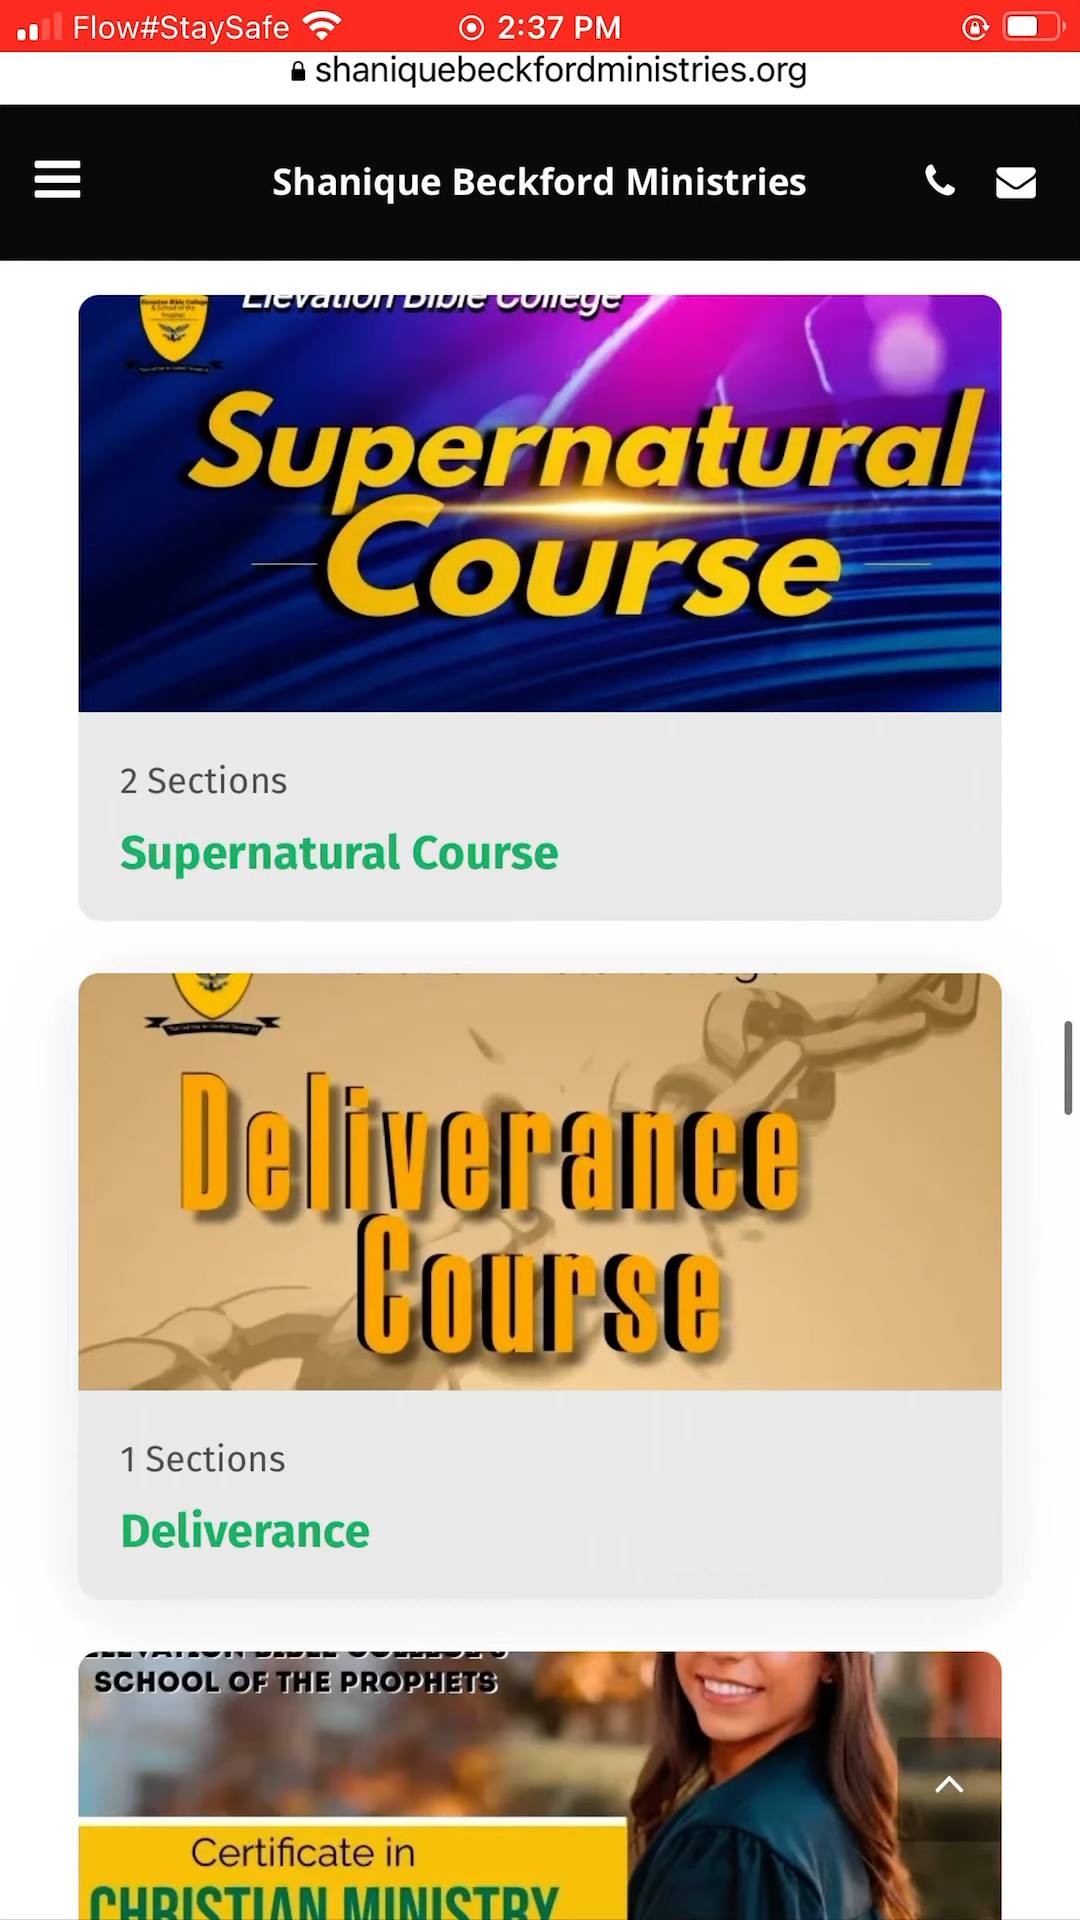 Flow#StaySafe
2:37 PM
shaniquebeckfordministries.org
Shanique Beckford Ministries
Elevation Bible College
Supernatural
Course
2 Sections
Supernatural Course
Deliverance
Course
1 Sections
Deliverance
SCHOOL OF THE PROPHETS
Certificate in
CHRISTIAN MINISTRY